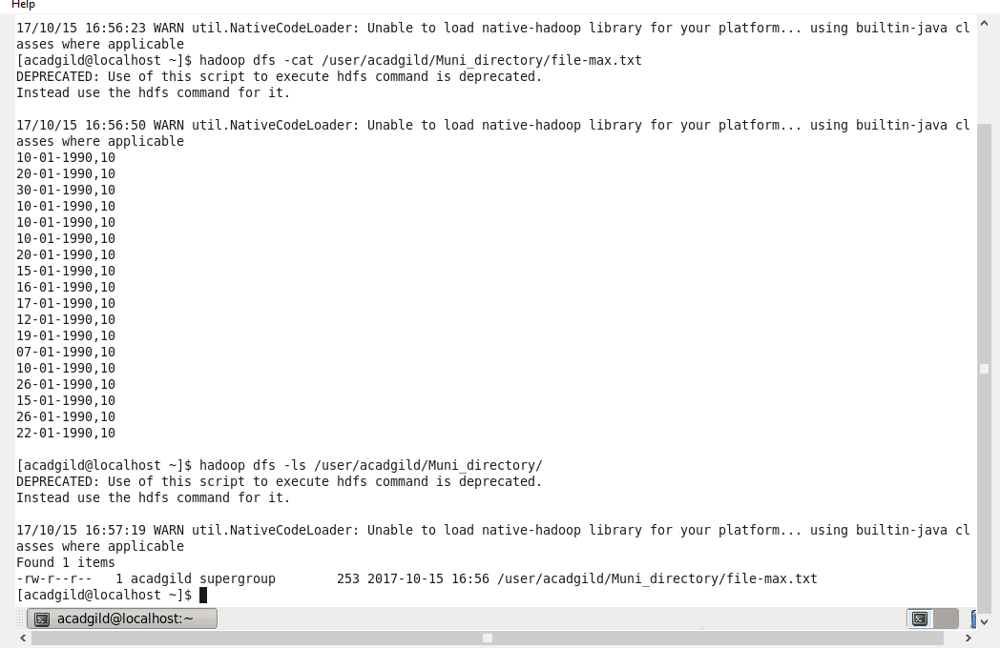 Help
17/10/15 16:56:23 WARN util.NativeCodeLoader: Unable to load native-hadoop library for your platform... using builtin-java cl
asses where applicable
[acadgild@localhost ~]$ hadoop dfs -cat /user/acadgild/Muni_directory/file-max.txt
DEPRECATED: Use of this script to execute hdfs command is deprecated.
Instead use the hdfs command for it.
17/10/15 16:56:50 WARN util.NativeCodeLoader: Unable to load native-hadoop library for your platform... using builtin-java cl
asses where applicable
10-01-1990,10
20-01-1990,10
30-01-1990,10
10-01-1990,10
10-01-1990,10
10-01-1990,10
20-01-1990,10
15-01-1990,10
16-01-1990,10
17-01-1990,10
12-01-1990,10
19-01-1990,10
07-01-1990,10
10-01-1990,10
26-01-1990,10
15-01-1990,10
26-01-1990,10
22-01-1990,10
[acadgild@localhost ~]$ hadoop dfs -ls /user/acadgild/Muni_directory/
DEPRECATED: Use of this script to execute hdfs command is deprecated.
Instead use the hdfs command for it.
17/10/15 16:57:19 WARN util.NativeCodeLoader: Unable to load native-hadoop library for your platform... using builtin-java cl
asses where applicable
Found 1 items
-rw-r--r--   1 acadgild supergroup        253 2017-10-15 16:56 /user/acadgild/Muni_directory/file-max.txt
[acadgild@localhost ~]$
acadgild@localhost:~